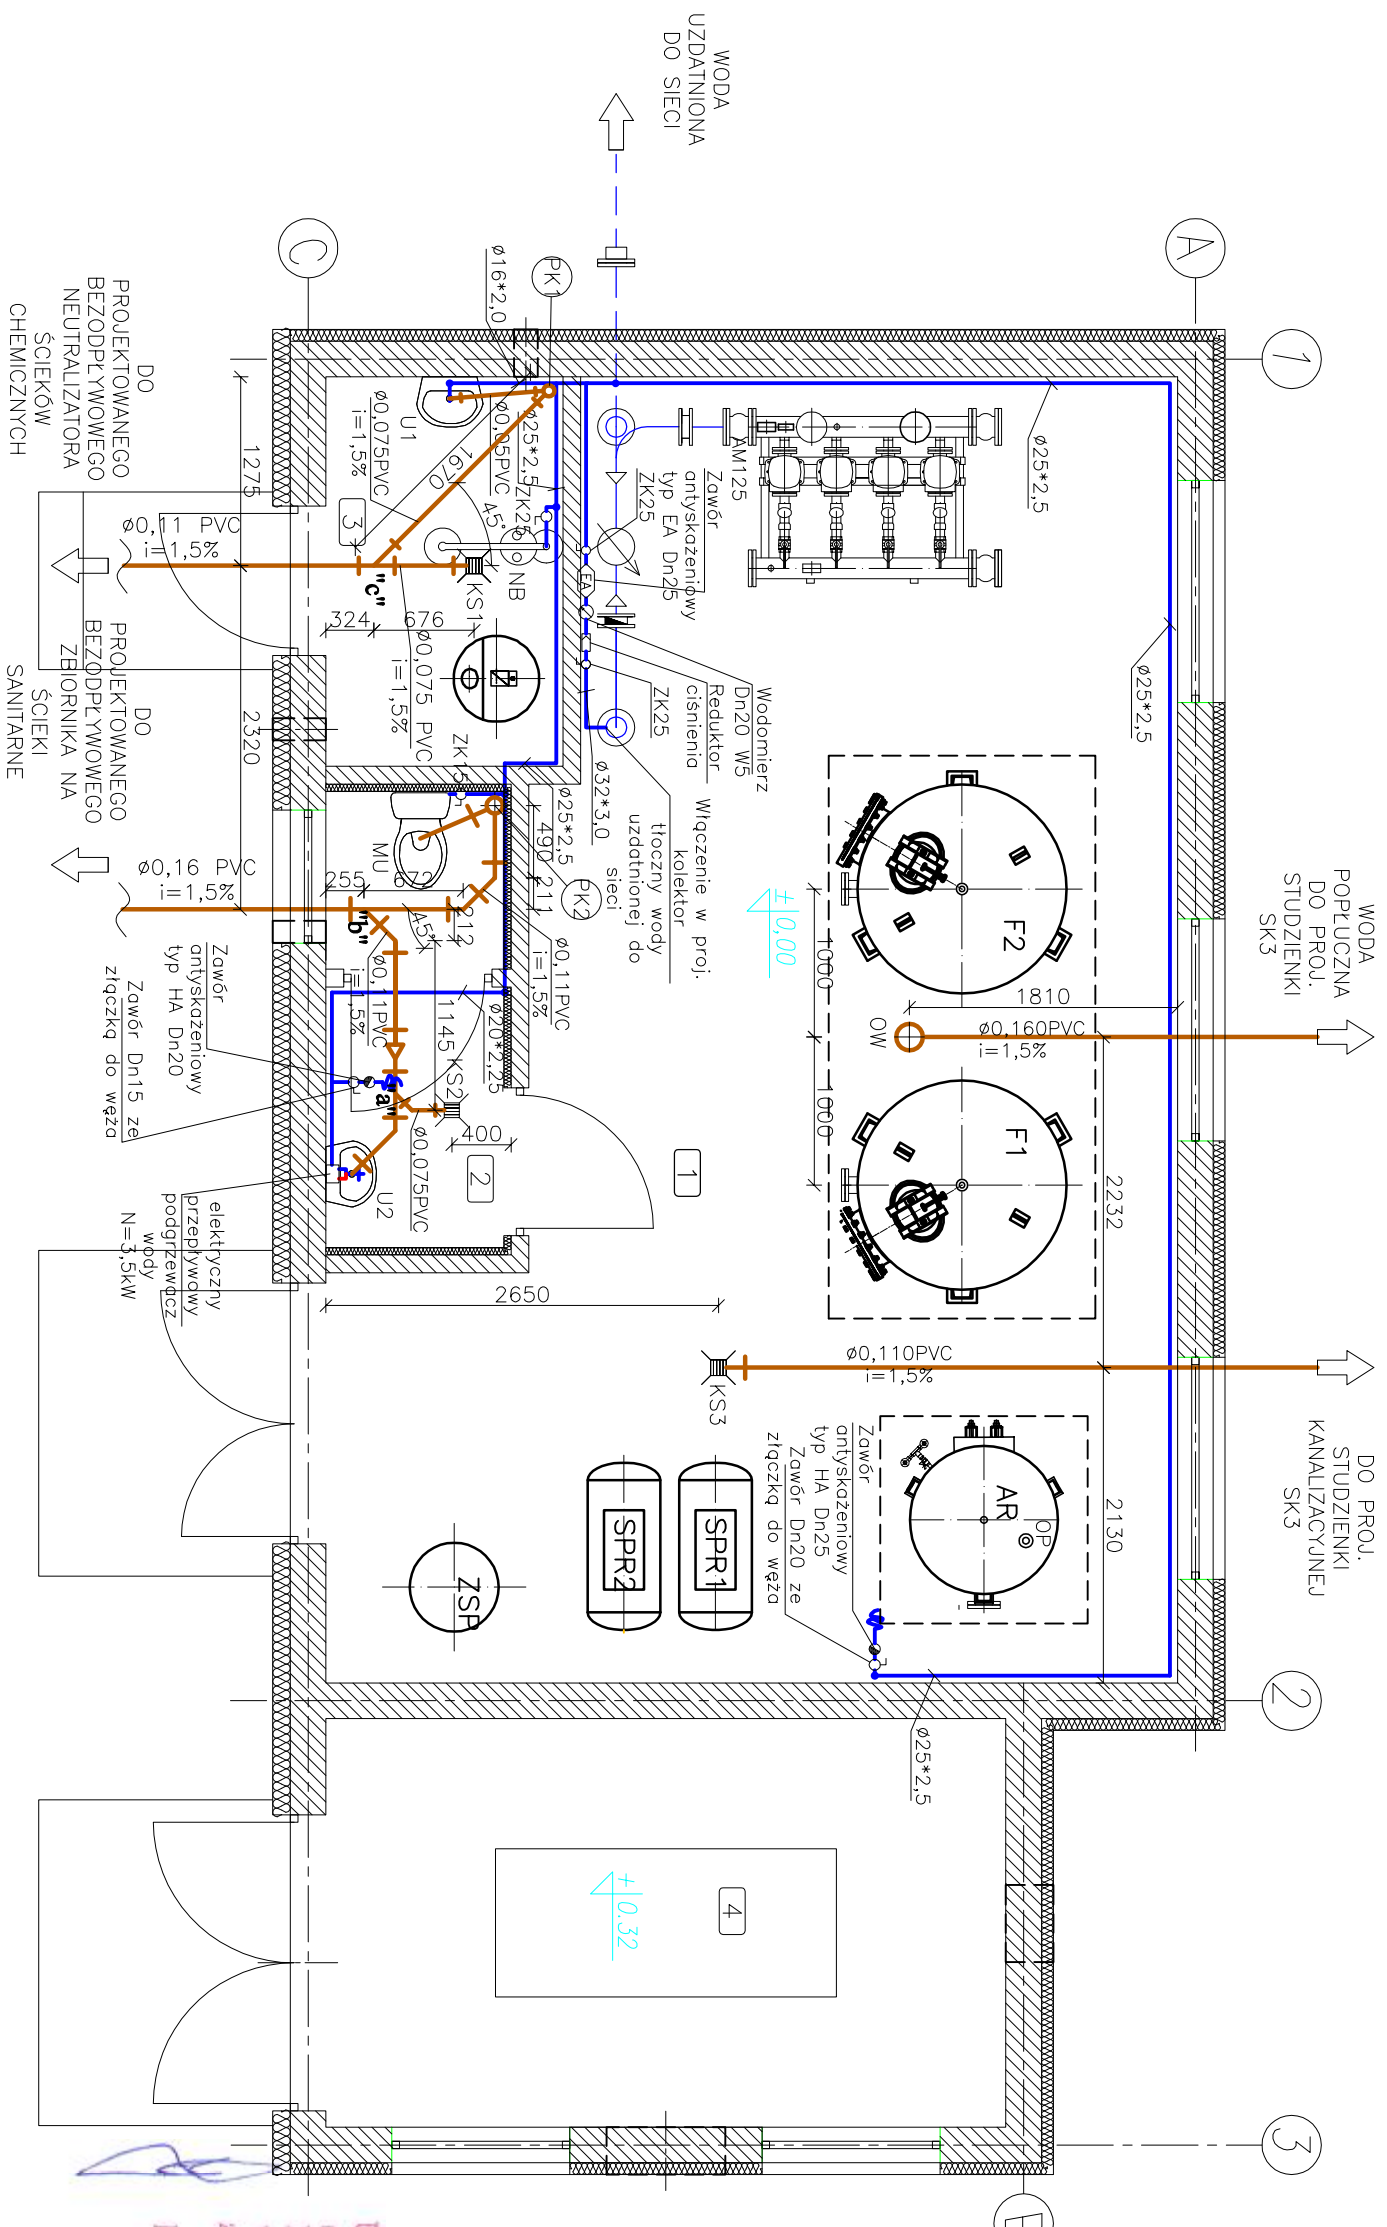 WODA
UZDATNIONA
DO SIECI
A
C
1
2
3
PK1
ø16*2,0
DO
PROJEKTOWANEGO
BEZODPŁYWOWEGO
NEUTRALIZATORA
ŚCIEKÓW
CHEMICZNYCH
DO
PROJEKTOWANEGO
BEZODPŁYWOWEGO
ZBIORNIKA NA
ŚCIEKI
SANITARNE
1275
2320
ø0,11 PVC
i=1,5%
ø0,16 PVC
i=1,5%
U1
ø0,075PVC
i=1,5%
1670
45°
ø25*2,5
ZK25
NB
KS1
3
"c"
324
676
ø0,075 PVC
i=1,5%
AM125
Zawór
antyskażeniowy
typ EA Dn25
ZK25
EA
Wodomierz
Dn20 W5
Reduktor
ciśnienia
ZK25
Włączenie w proj.
kolektor
tłoczny wody
uzdatnionej do
sieci
ø32*3,0
ø25*2,5
ø25*2,5
ø25*2,5
ZK15
MU
490
211
PK2
255
672
212
45°
"b"
ø0,11PVC
i=1,5%
ø0,11PVC
i=1,5%
1145
ø20*2,25
KS2
"a"
400
ø0,075PVC
U2
2
1
Zawór
antyskażeniowy
typ HA Dn20
Zawór Dn15 ze
złączką do węża
elektryczny
przepływowy
podgrzewacz
wody
N=3,5kW
2650
F2
±0,00
1000
1000
1810
OW
ø0,160PVC
i=1,5%
F1
2232
2130
WODA
POPŁUCZNA
DO PROJ.
STUDZIENKI
SK3
DO PROJ.
STUDZIENKI
KANALIZACYJNEJ
SK3
ø0,110PVC
i=1,5%
KS3
Zawór
antyskażeniowy
typ HA Dn25
Zawór Dn20 ze
złączką do węża
AR
OP
SPR1
SPR2
ZSP
ø25*2,5
4
+0.32